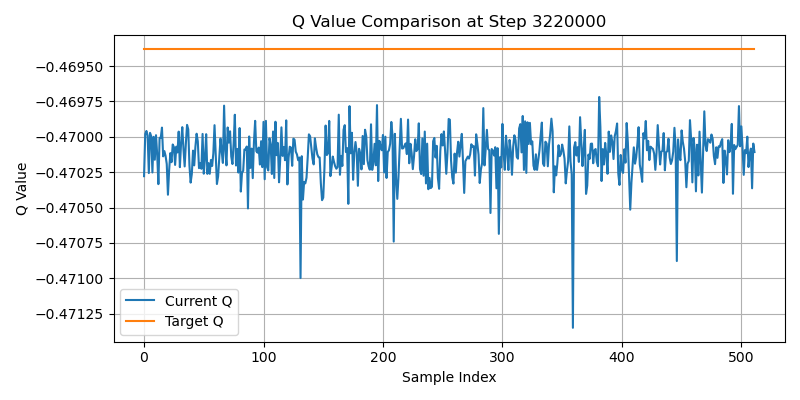 Q Value Comparison at Step 3220000
Q Value
−0.46950
−0.46975
−0.47000
−0.47025
−0.47050
−0.47075
−0.47100
−0.47125
Current Q
Target Q
0 100 200 300 400 500
Sample Index